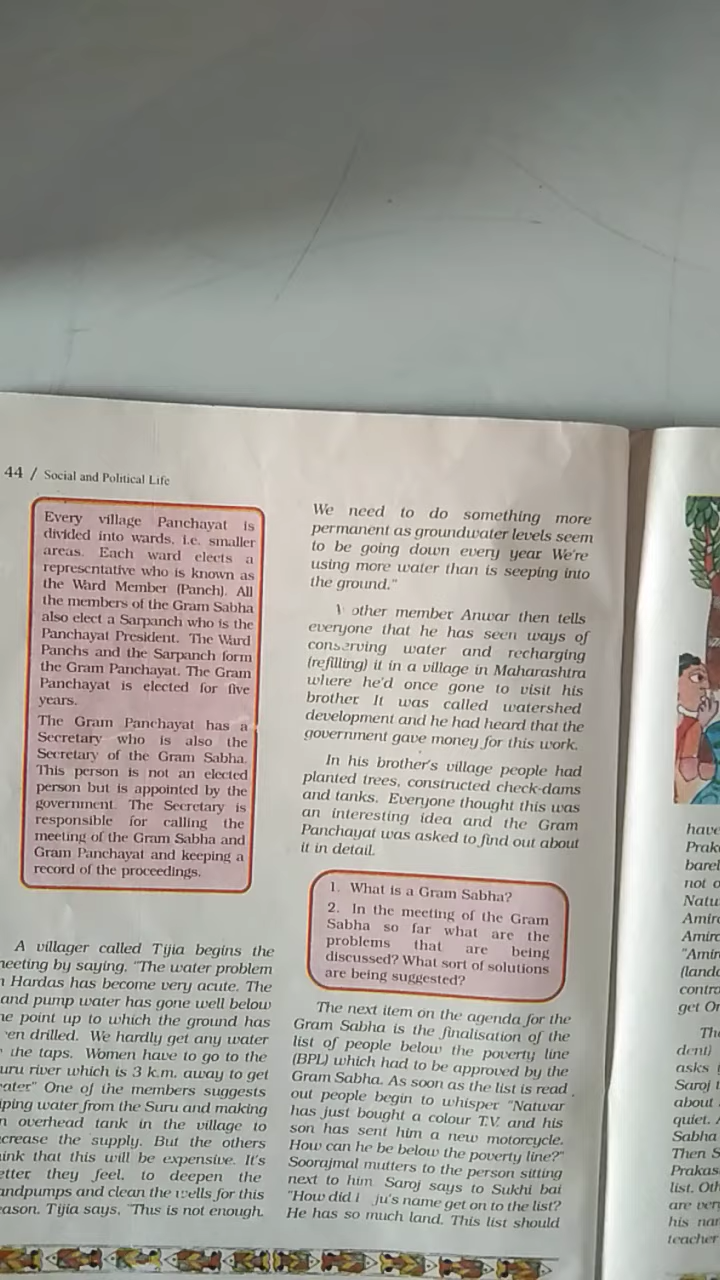 44 / Social and Political Life
Every village Panchayat is
divided into wards, i.e. smaller
areas. Each ward elects a
representative who is known as
the Ward Member (Panch). All
the members of the Gram Sabha
also elect a Sarpanch who is the
Panchayat President. The Ward
Panchs and the Sarpanch form
the Gram Panchayat. The Gram
Panchayat is elected for five
years.
The Gram Panchayat has a
Secretary who is also the
Secretary of the Gram Sabha.
This person is not an elected
person but is appointed by the
government. The Secretary is
responsible for calling the
meeting of the Gram Sabha and
Gram Panchayat and keeping a
record of the proceedings.
A villager called Tijia begins the
meeting by saying, "The water problem
Hardas has become very acute. The
and pump water has gone well below
point up to which the ground has
drilled. We hardly get any water
the taps. Women have to go to the
river which is 3 k.m. away to get
One of the members suggests
water from the Suru and making
overhead tank in the village to
the supply. But the others
that this will be expensive. It's
they feel, to deepen the
and clean the wells for this
Tijia says, "This is not enough.
We need to do something more
permanent as groundwater levels seem
to be going down every year We're
using more water than is seeping into
the ground."
other member Anwar then tells
everyone that he has seen ways of
conserving water and recharging
(refilling) it in a village in Maharashtra
where he'd once gone to visit his
brother It was called watershed
development and he had heard that the
government gave money for this work.
In his brother's village people had
planted trees, constructed check-dams
and tanks. Everyone thought this was
an interesting idea and the Gram
Panchayat was asked to find out about
it in detail.
1. What is a Gram Sabha?
2. In the meeting of the Gram
Sabha so far what are the
problems that are being
discussed? What sort of solutions
are being suggested?
The next item on the agenda for the
Gram Sabha is the finalisation of the
list of people below the poverty line
(BPL) which had to be approved by the
Gram Sabha. As soon as the list is read
out people begin to whisper "Natwar
has just bought a colour T.V. and his
son has sent him a new motorcycle.
How can he be below the poverty line?"
Soorajmal mutters to the person sitting
next to him Saroj says to Sukhi bai
"How did name get on to the list?
He has so much land. This list should
have
not
get
dent)
asks
Saroj
about
quiet.
Sabha
Then
Prakas
list.
are
his
teacher